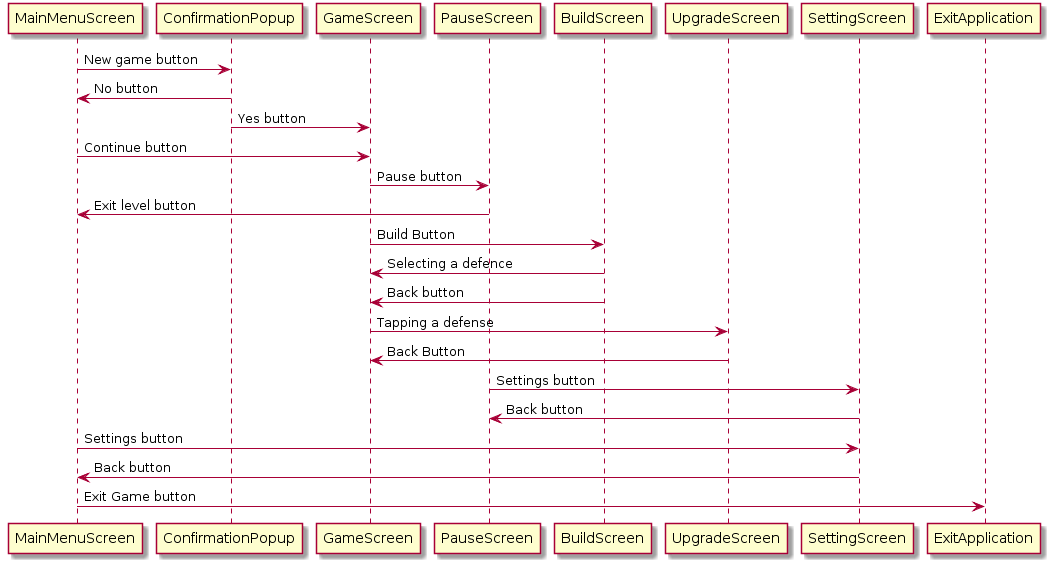 MainMenuScreen ConfirmationPopup GameScreen PauseScreen BuildScreen UpgradeScreen SettingScreen ExitApplication
New game button
No button
Yes button
Continue button
Pause button
Exit level button
Build Button
Selecting a defence
Back button
Tapping a defense
Back Button
Settings button
Back button
Settings button
Back button
Exit Game button
MainMenuScreen ConfirmationPopup GameScreen PauseScreen BuildScreen UpgradeScreen SettingScreen ExitApplication